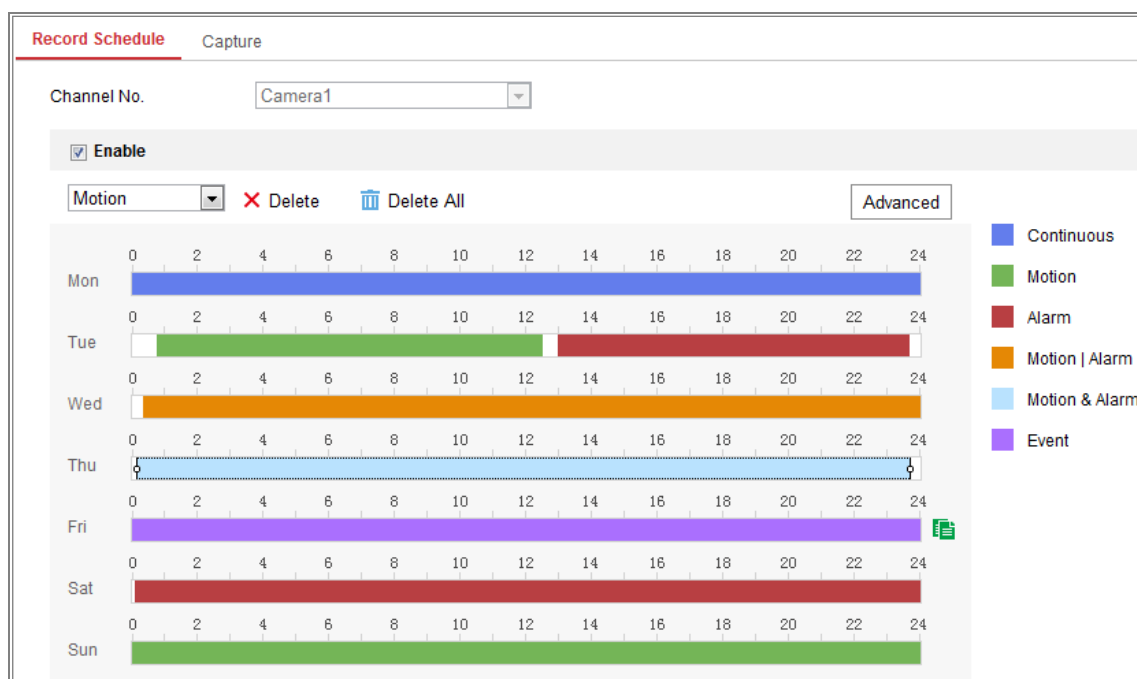 Record Schedule Capture
Channel No. Camera1
Enable
Motion Delete Delete All Advanced
Continuous
0 2 4 6 8 10 12 14 16 18 20 22 24
Mon
Motion
0 2 4 6 8 10 12 14 16 18 20 22 24
Alarm
Tue
Motion | Alarm
0 2 4 6 8 10 12 14 16 18 20 22 24
Wed
Motion & Alarm
0 2 4 6 8 10 12 14 16 18 20 22 24
Event
Thu
0 2 4 6 8 10 12 14 16 18 20 22 24
Fri
0 2 4 6 8 10 12 14 16 18 20 22 24
Sat
0 2 4 6 8 10 12 14 16 18 20 22 24
Sun